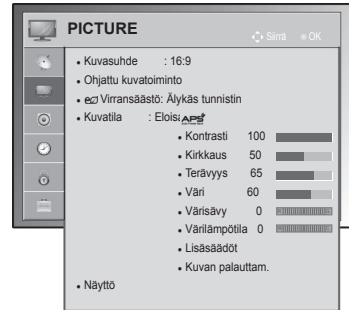 PICTURE
Siirrä OK
• Kuvasuhde : 16:9
• Ohjattu kuvatoiminto
• Virransäästö: Älykäs tunnistin
• Kuvatila : Eloisa
• Kontrasti 100
• Kirkkaus 50
• Terävyys 65
• Väri 60
• Värisävy 0
• Värilämpötila 0
• Lisäsäädöt
• Kuvan palauttam.
• Näyttö